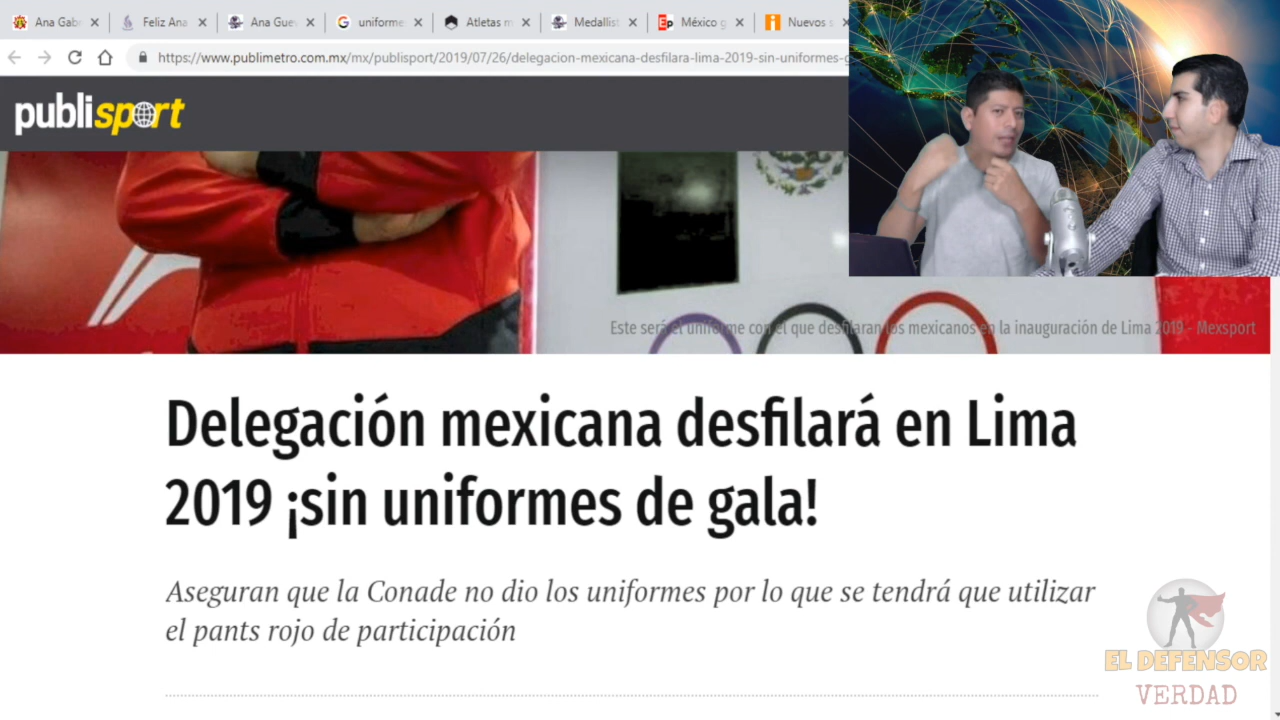 Ana Gab
Feliz Ana
Ana Gue
uniforme
Atletas m
Medallist
México g
Nuevos s
https://www.publimetro.com.mx/mx/publisport/2019/07/26/delegacion-mexicana-desfilara-lima-2019-sin-uniformes-g
publisport
Este será el uniforme con el que desfilaran los mexicanos en la inauguración de Lima 2019 - Mexsport
Delegación mexicana desfilará en Lima
2019 ¡sin uniformes de gala!
Aseguran que la Conade no dio los uniformes por lo que se tendrá que utilizar
el pants rojo de participación
EL DEFENSOR
VERDAD